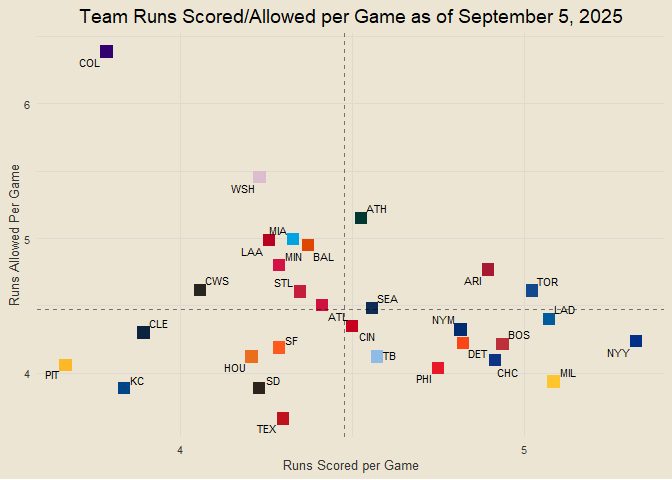 Team Runs Scored/Allowed per Game as of September 5, 2025
COL
6
WSH
ATH
MIA
5
LAA
MIN
BAL
ARI
TOR
CWS
STL
SEA
ATL
LAD
NYM
CLE
CIN
BOS
SF
DET
NYY
TB
HOU
PIT
4
KC
SD
PHI
CHC
MIL
TEX
4
5
Runs Allowed Per Game
Runs Scored per Game